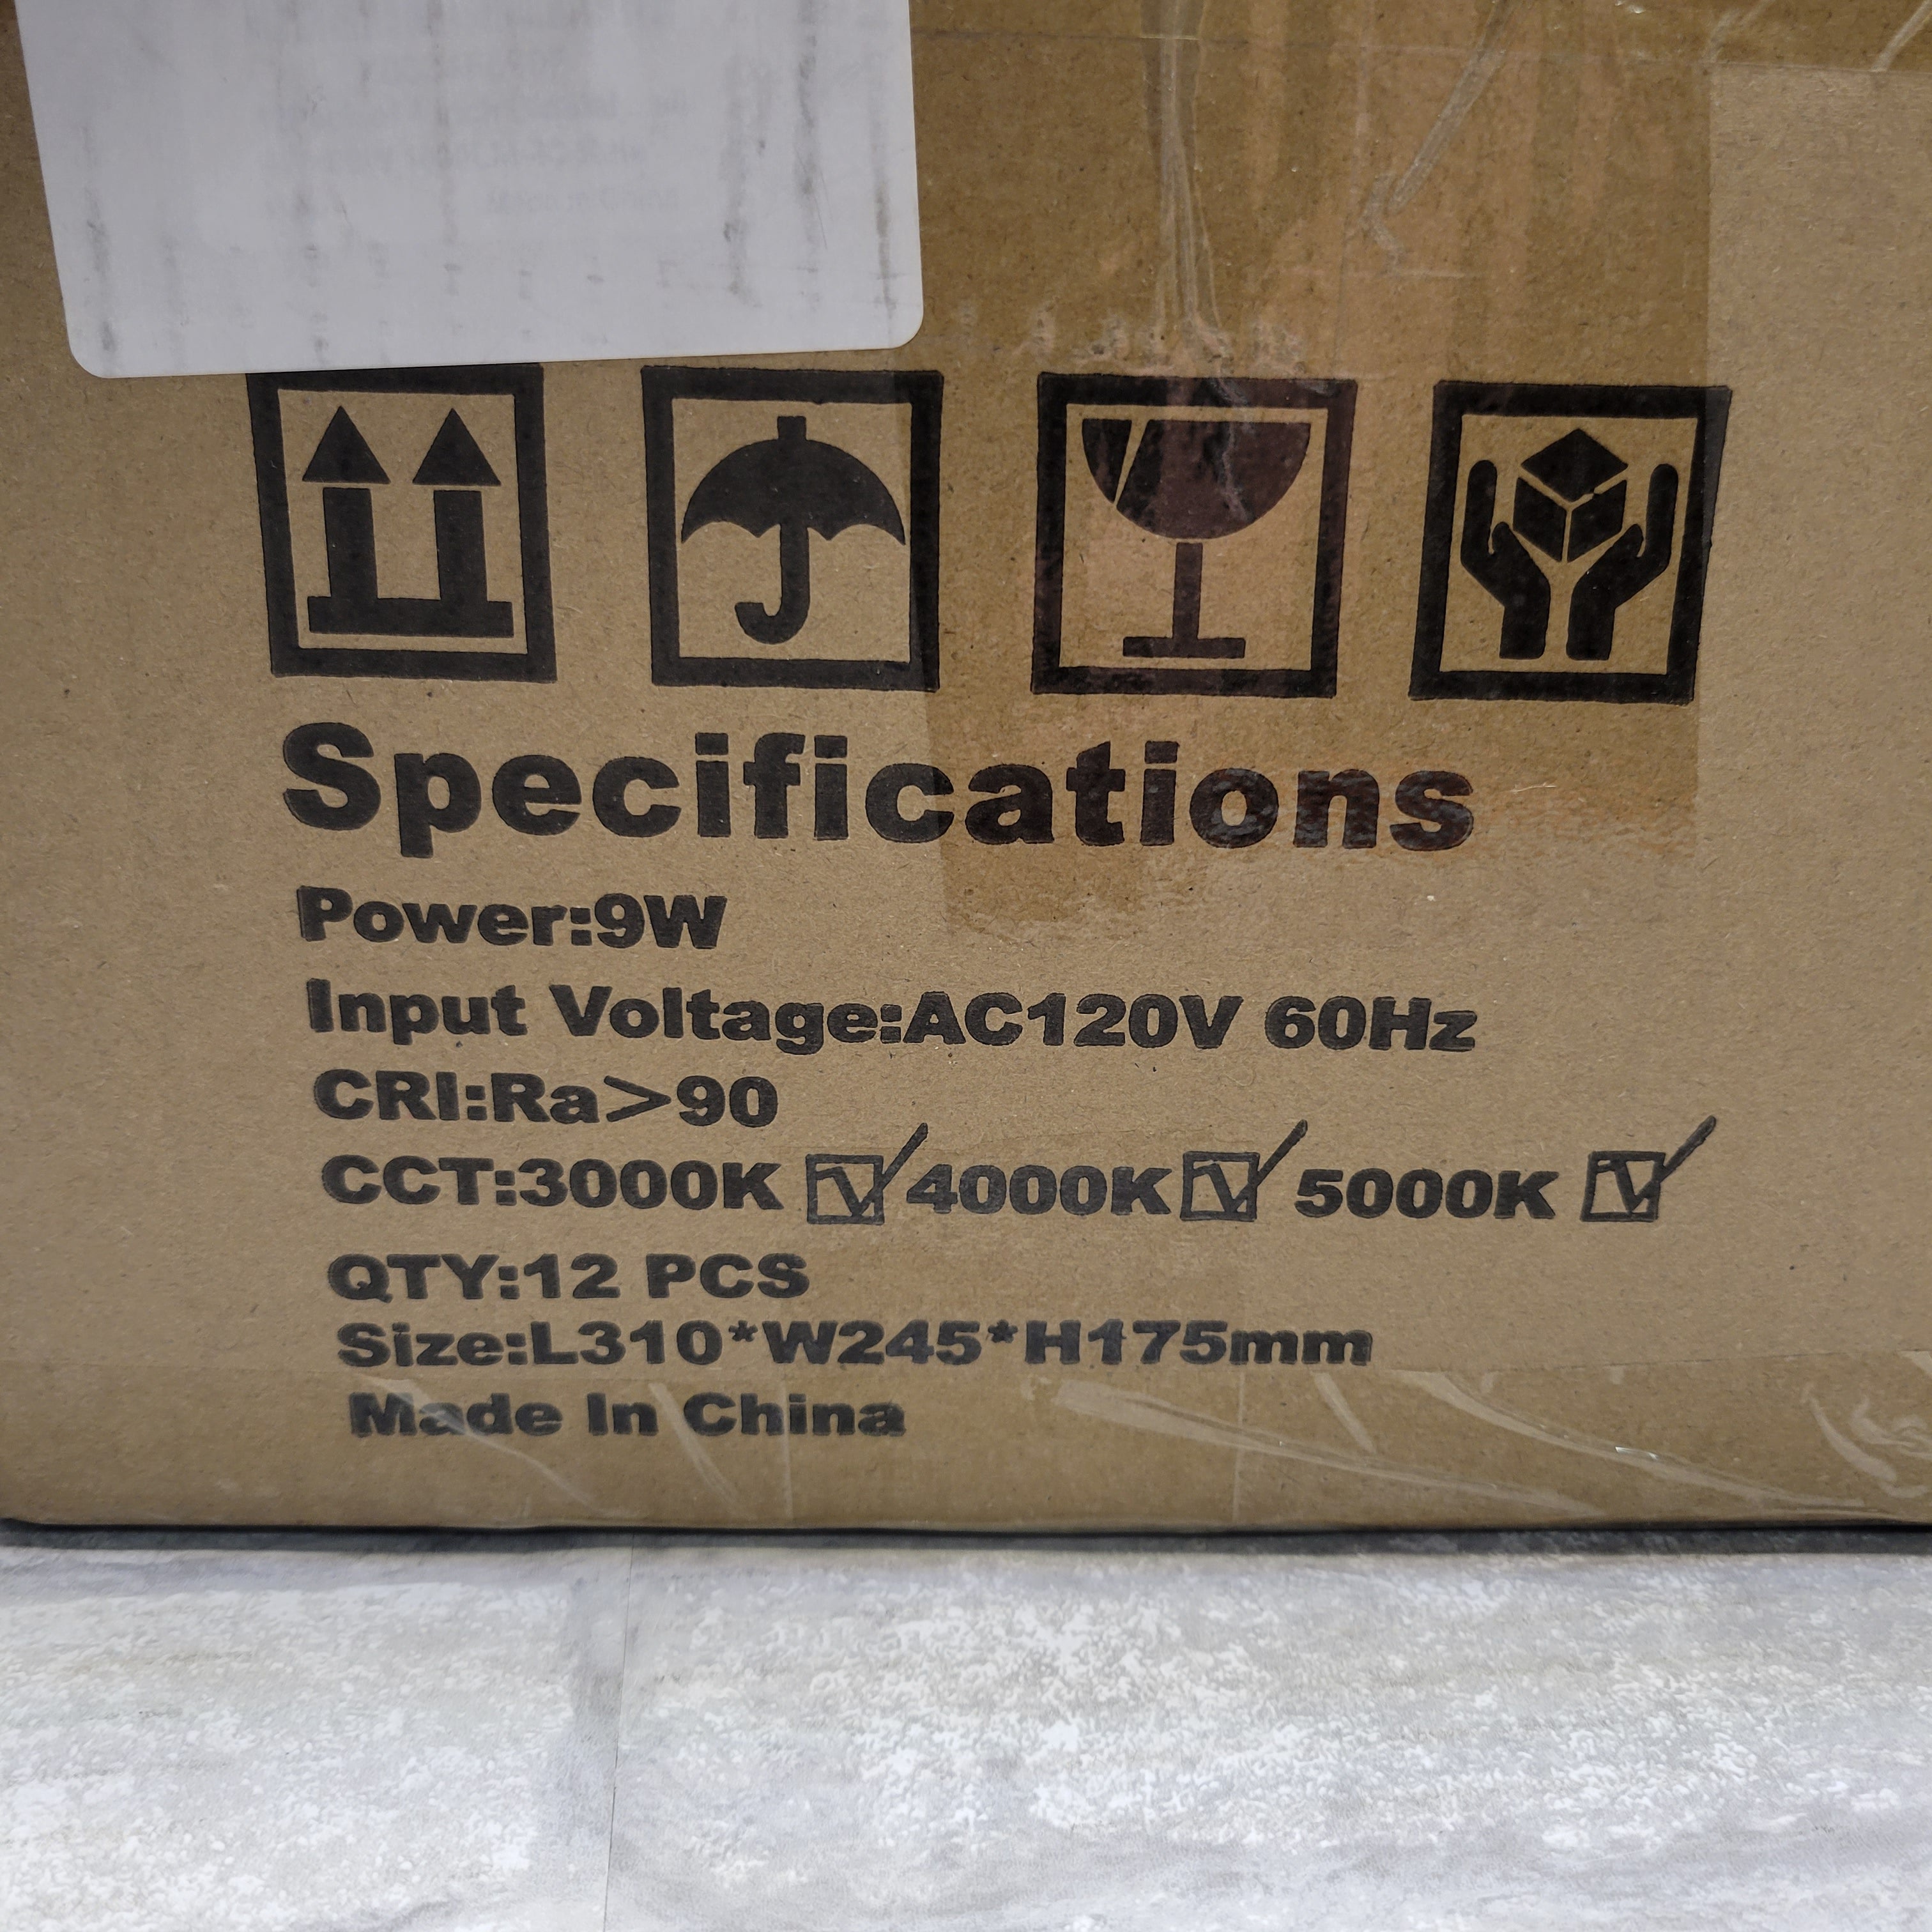 Specifications
Power:9W
Input Voltage:AC120V 60Hz
CRI:Ra>90
CCT:3000K 4000K 5000K
QTY:12 PCS
Size:L310*W245*H175mm
Made In China